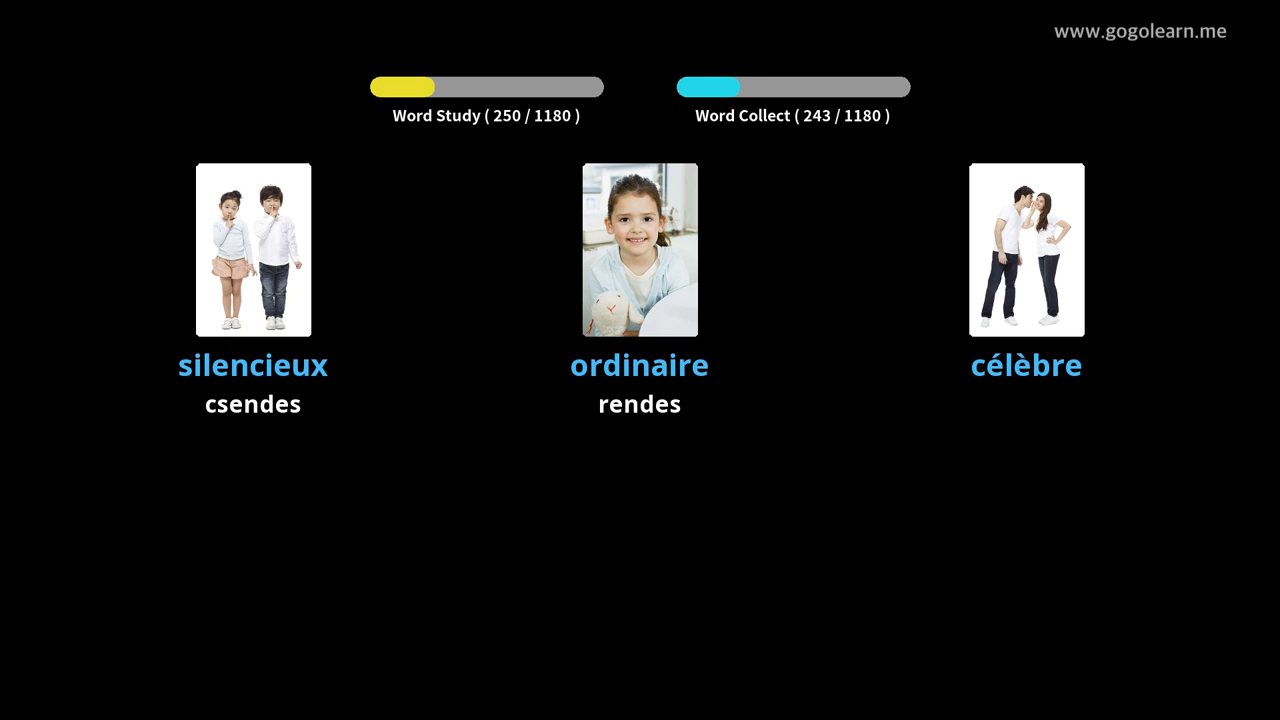 www.gogolearn.me
Word Study ( 250 / 1180 )
Word Collect ( 243 / 1180 )
silencieux
csendes
ordinaire
rendes
célèbre